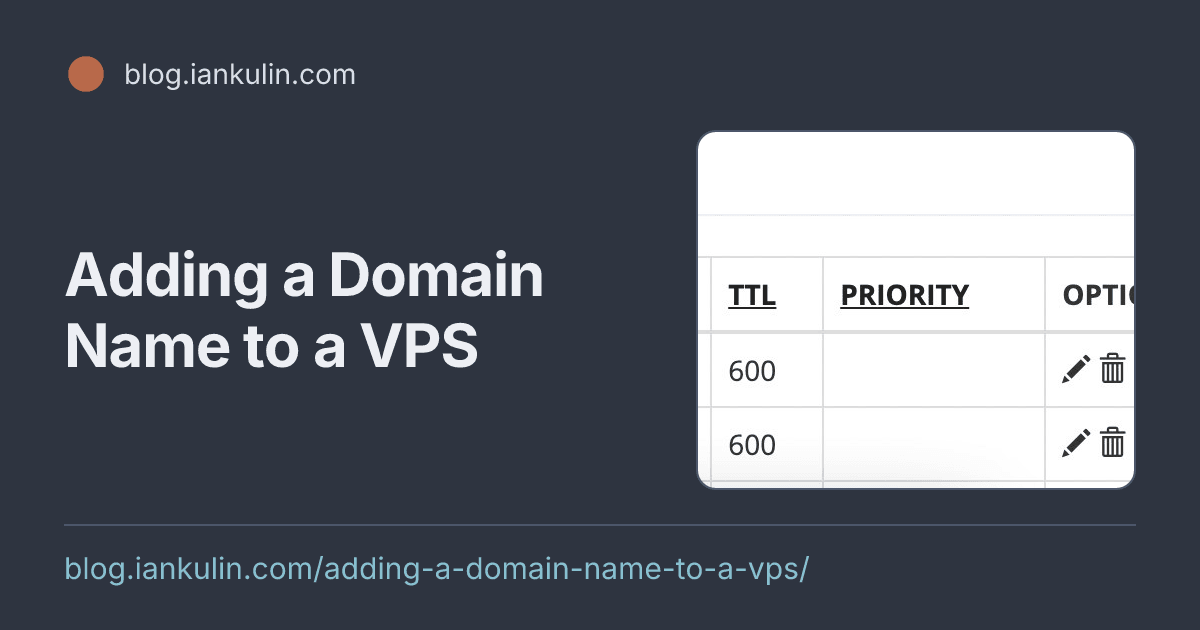 blog.iankulin.com
Adding a Domain
Name to a VPS
TTL PRIORITY OPTIO
600
600
blog.iankulin.com/adding-a-domain-name-to-a-vps/